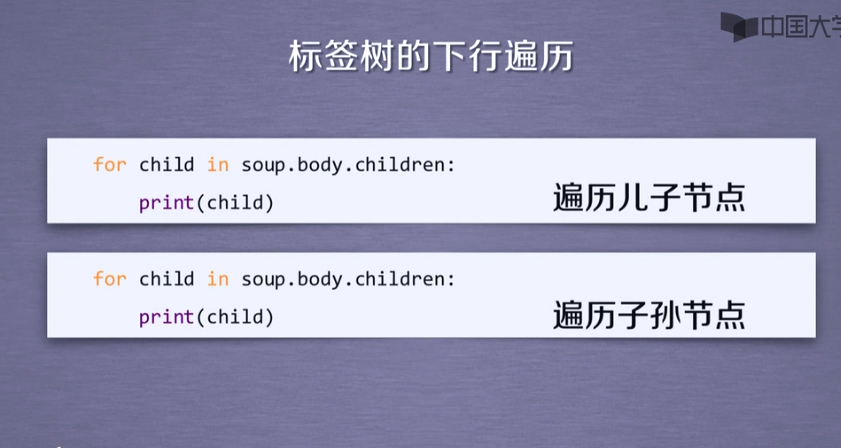 中国大学
标签树的下行遍历
for child in soup.body.children:
print(child)
遍历儿子节点
for child in soup.body.children:
print(child)
遍历子孙节点